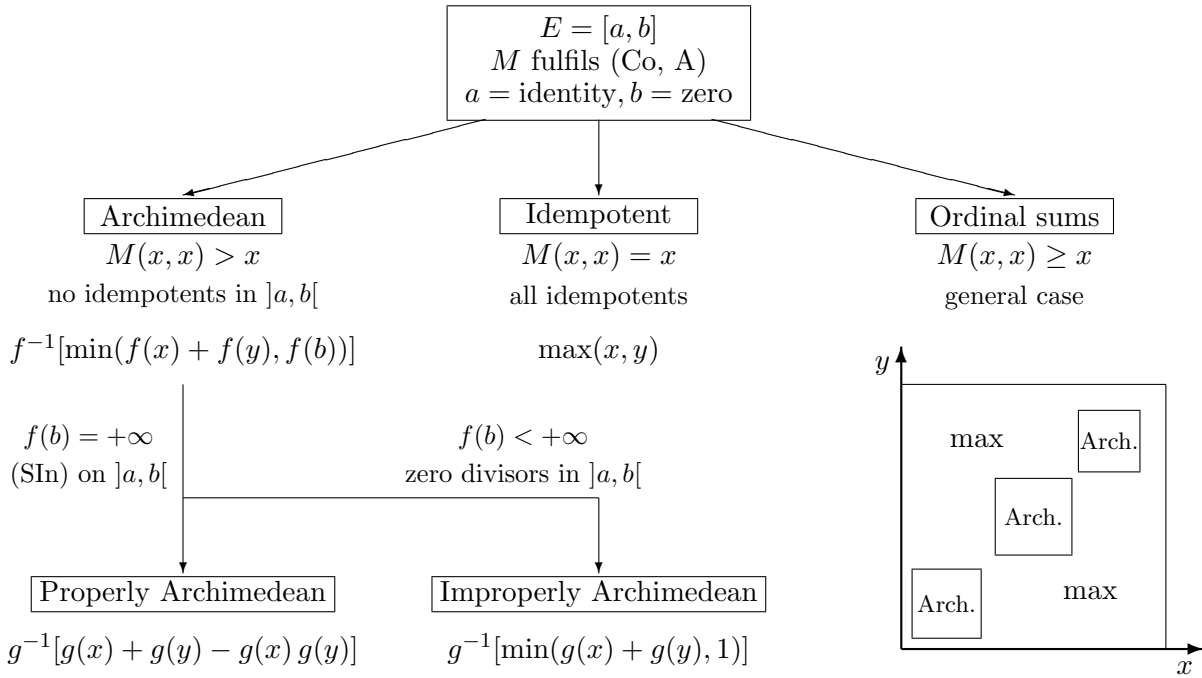 E = [a, b]
M fulfils (Co, A)
a = identity, b = zero
Archimedean
M(x, x) > x
no idempotents in ]a, b[
f⁻¹[min(f(x) + f(y), f(b))]
Idempotent
M(x, x) = x
all idempotents
max(x, y)
Ordinal sums
M(x, x) ≥ x
general case
f(b) = +∞
(SIn) on ]a, b[
f(b) < +∞
zero divisors in ]a, b[
Properly Archimedean
g⁻¹[g(x) + g(y) − g(x) g(y)]
Improperly Archimedean
g⁻¹[min(g(x) + g(y), 1)]
y
max
Arch.
Arch.
Arch.
max
x